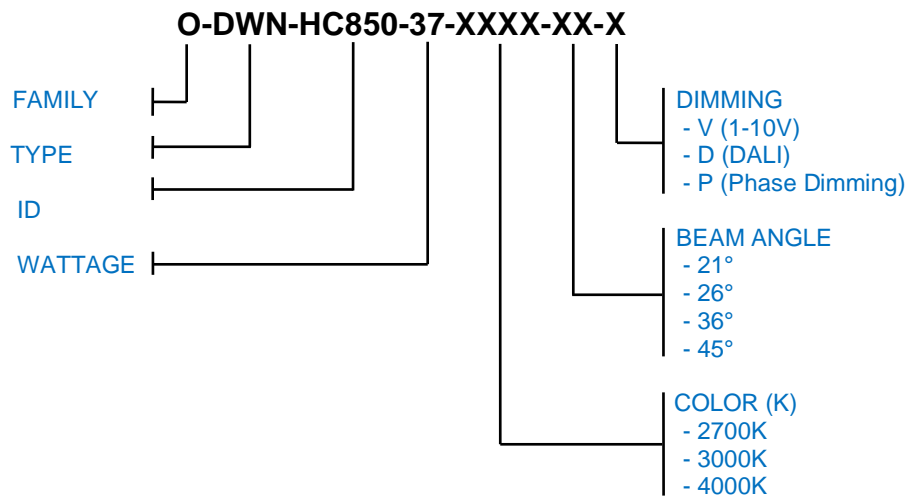 O-DWN-HC850-37-XXXX-XX-X
FAMILY
TYPE
ID
WATTAGE
DIMMING
- V (1-10V)
- D (DALI)
- P (Phase Dimming)
BEAM ANGLE
- 21°
- 26°
- 36°
- 45°
COLOR (K)
- 2700K
- 3000K
- 4000K